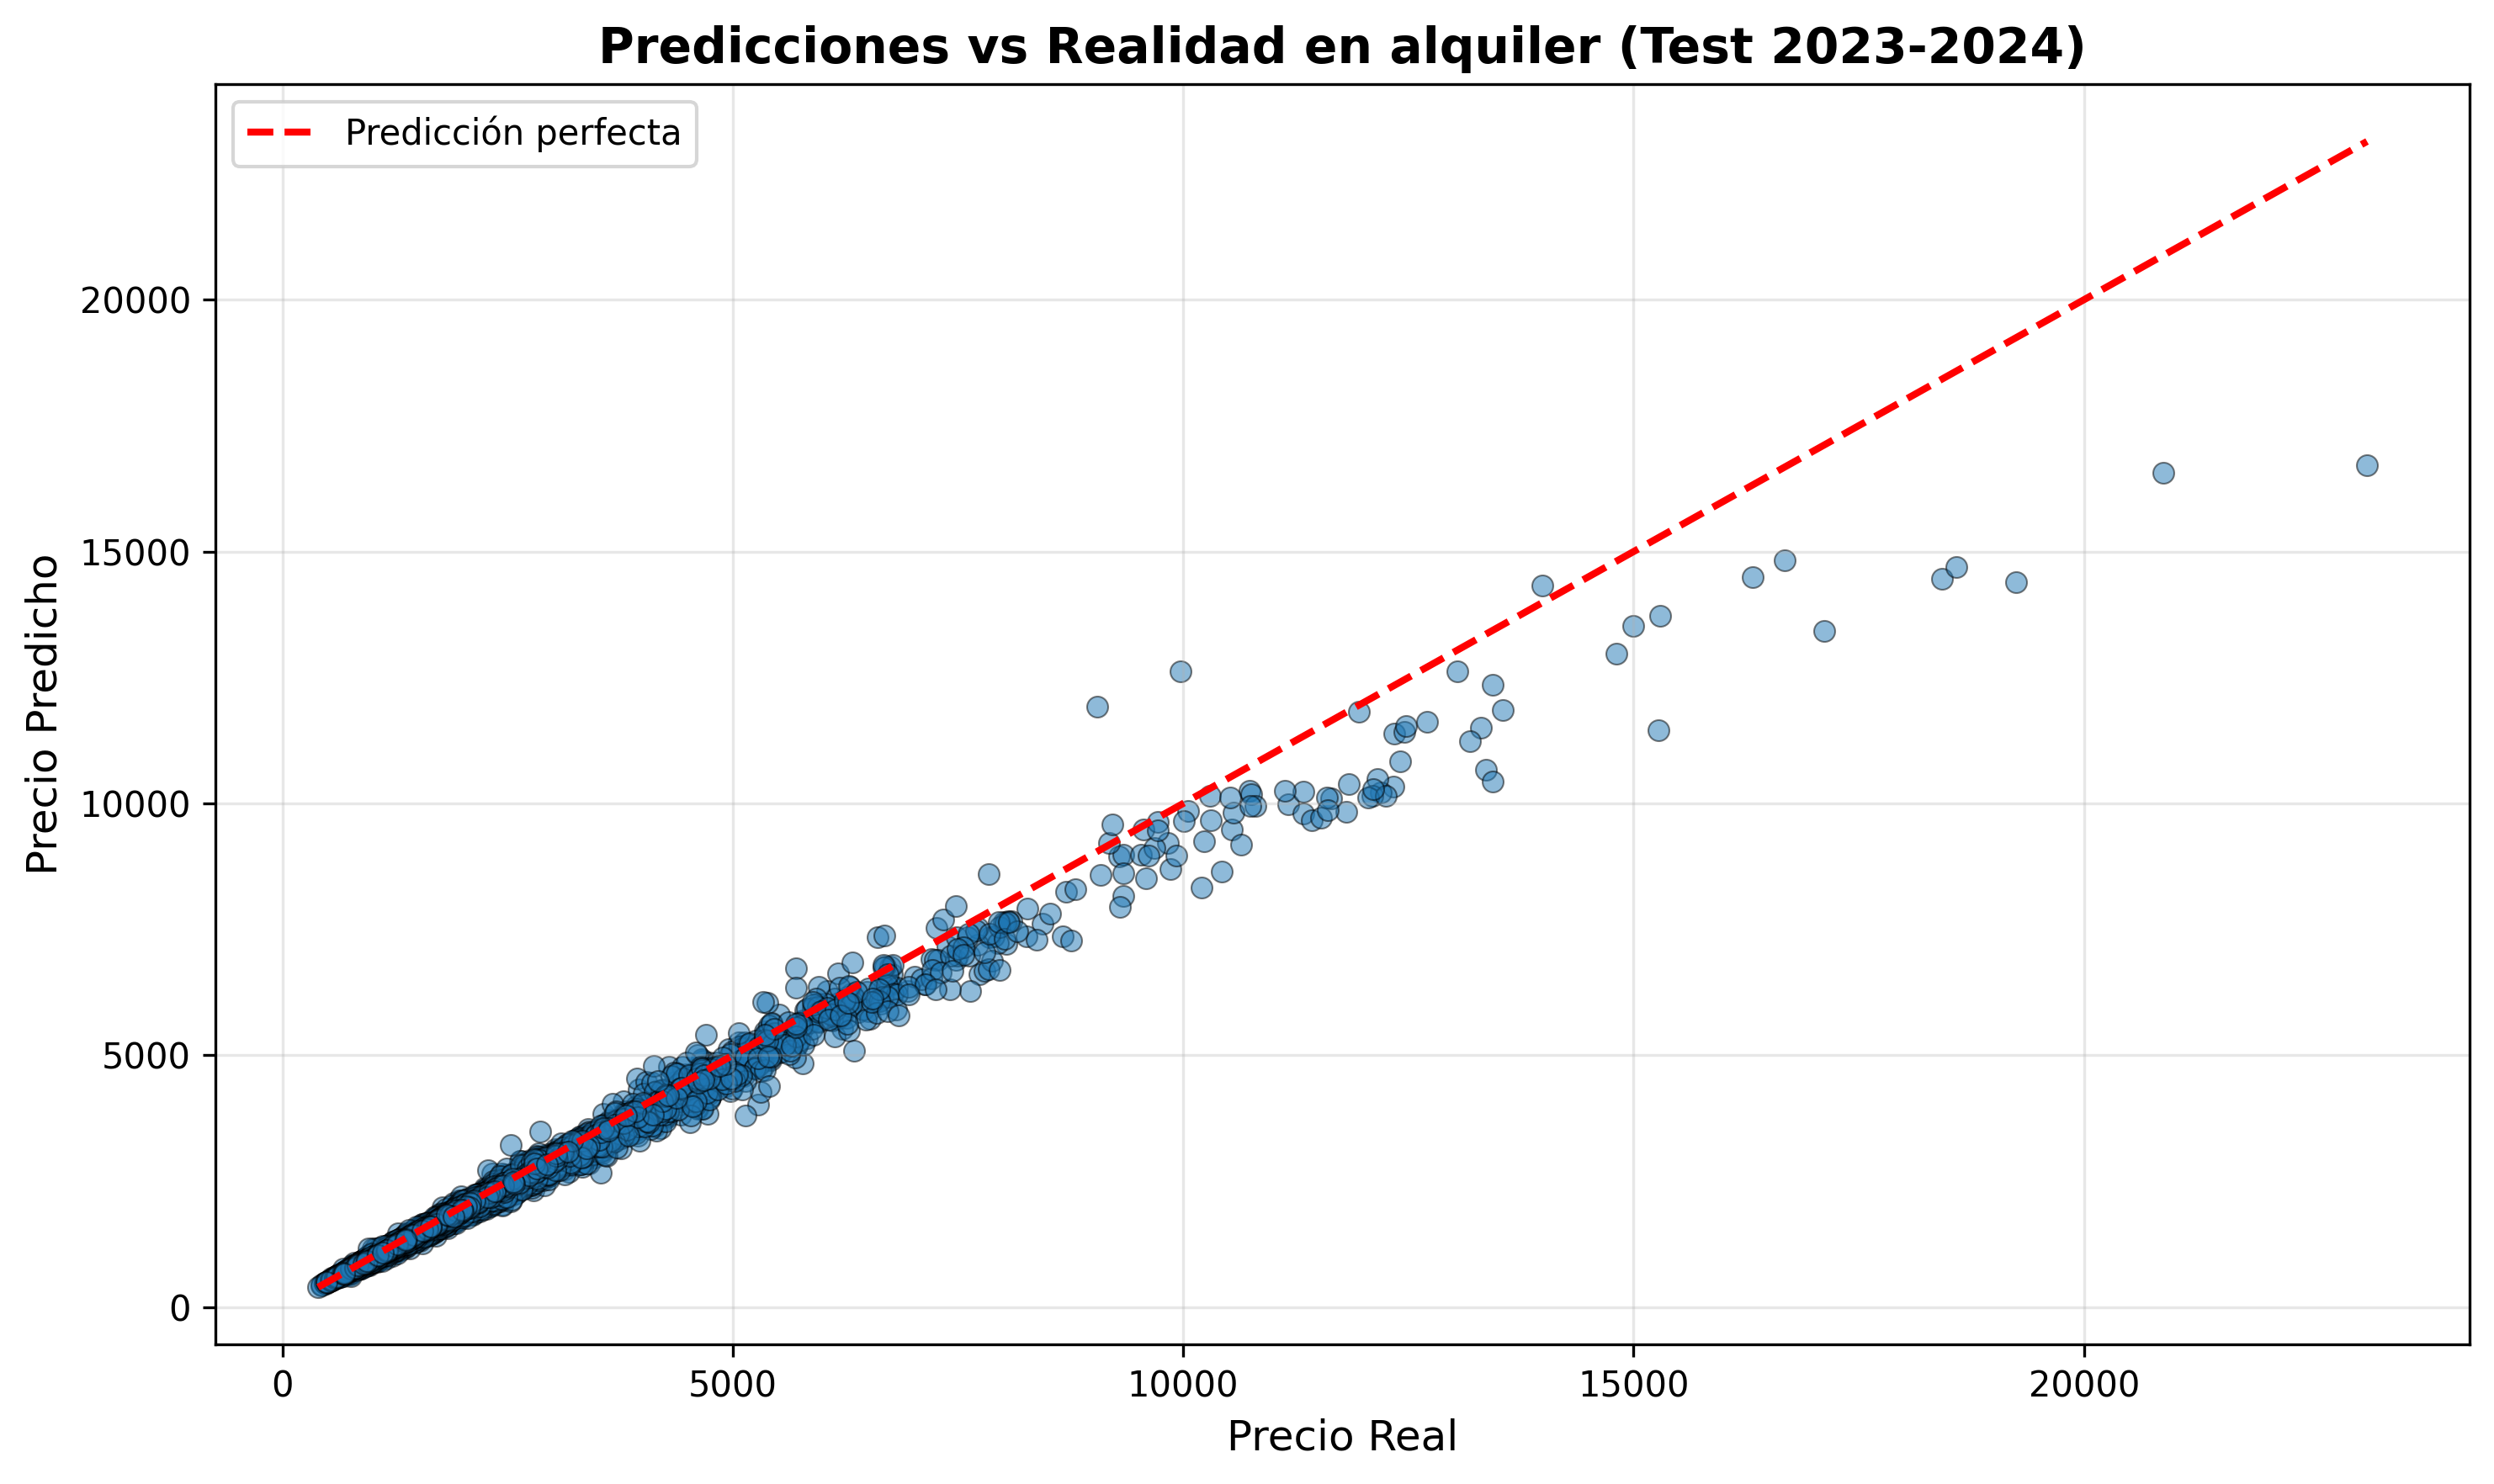 Predicciones vs Realidad en alquiler (Test 2023-2024)
Predicción perfecta
Precio Predicho
20000
15000
10000
5000
0
0
5000
10000
15000
20000
Precio Real